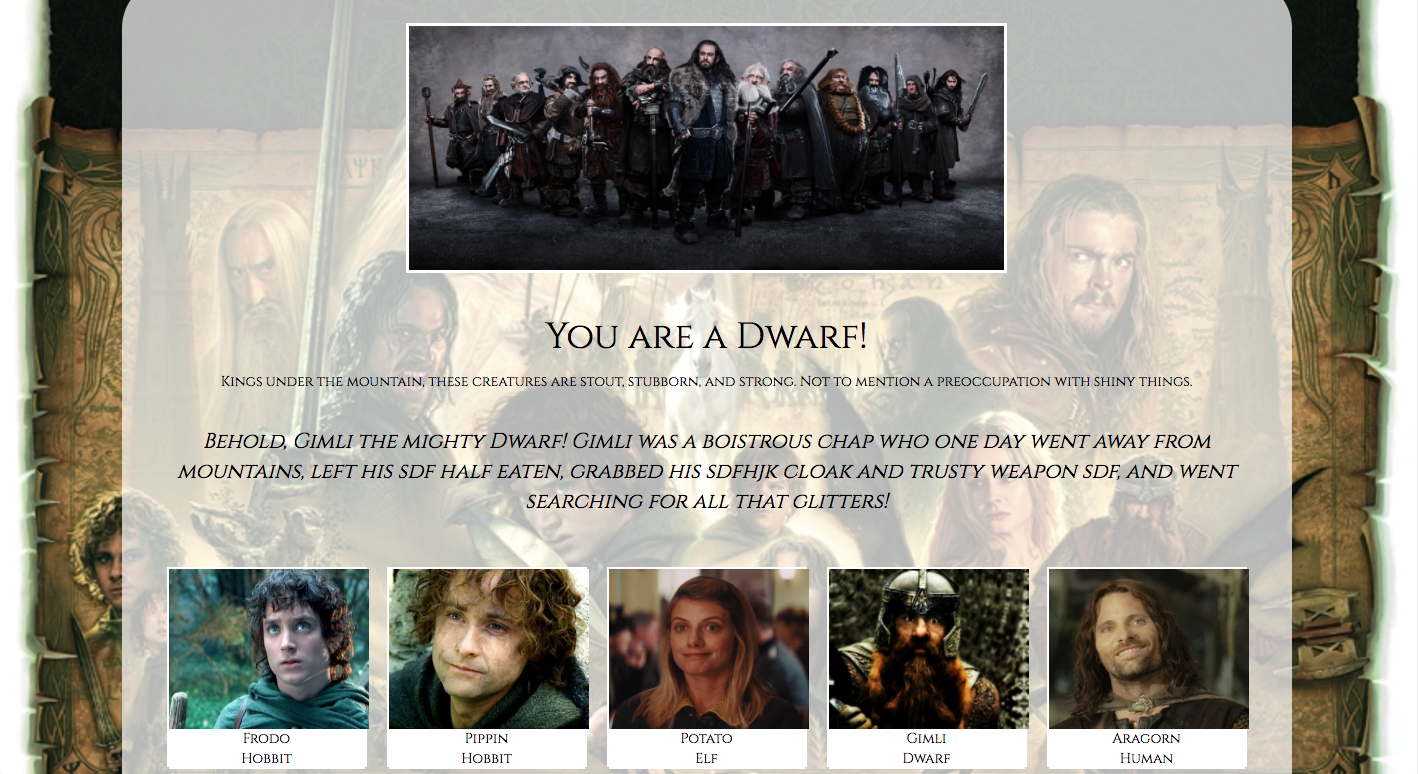 You are a Dwarf!
Kings under the mountain, these creatures are stout, stubborn, and strong. Not to mention a preoccupation with shiny things.
Behold, Gimli the mighty Dwarf! Gimli was a boistrous chap who one day went away from
mountains, left his sdf half eaten, grabbed his sdfhjk cloak and trusty weapon sdf, and went
searching for all that glitters!
Frodo
Hobbit
Pippin
Hobbit
Potato
Elf
Gimli
Dwarf
Aragorn
Human